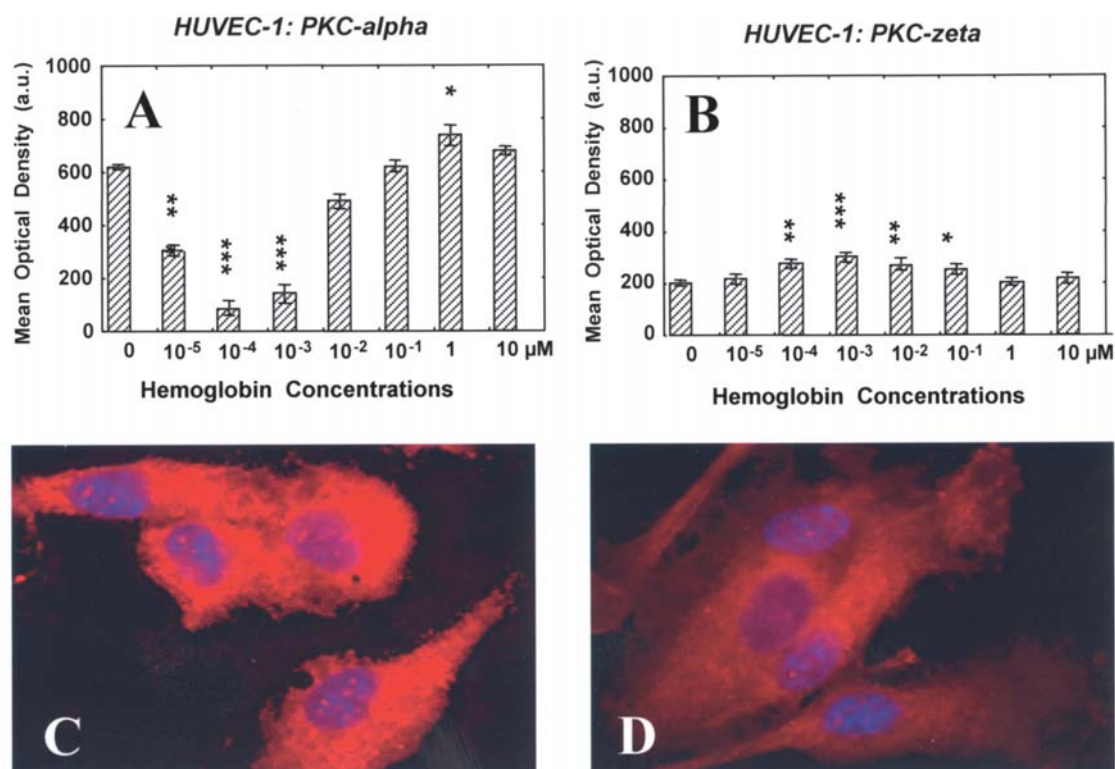 HUVEC-1: PKC-alpha
Mean Optical Density (a.u.)
1000
800
600
400
200
0
A
**
***
***
*
0 10-5 10-4 10-3 10-2 10-1 1 10 µM
Hemoglobin Concentrations
HUVEC-1: PKC-zeta
Mean Optical Density (a.u.)
1000
800
600
400
200
0
B
**
***
**
*
0 10-5 10-4 10-3 10-2 10-1 1 10 µM
Hemoglobin Concentrations
C
D